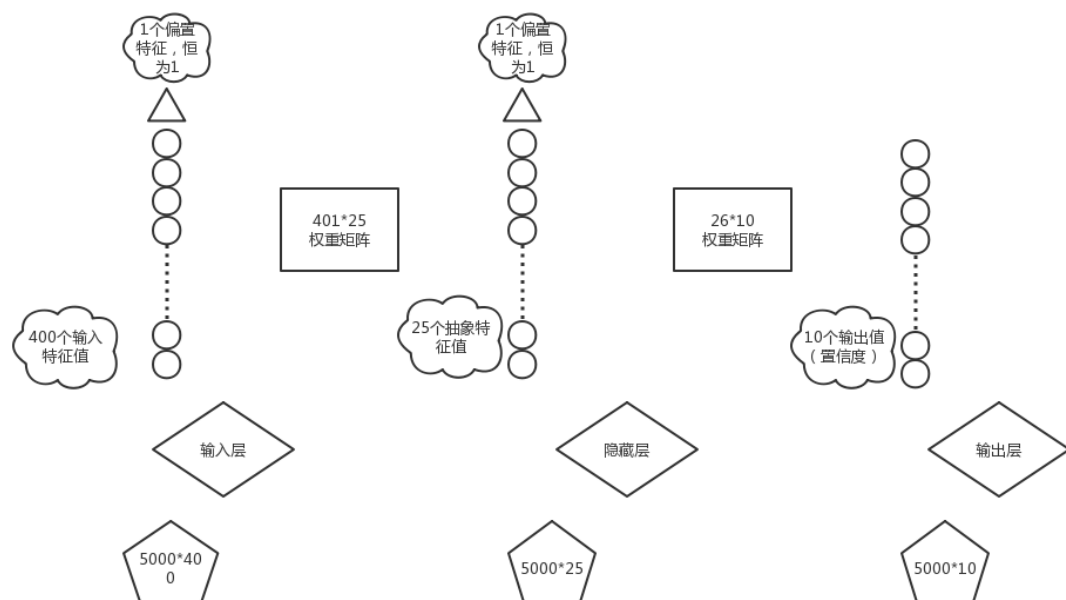 1个偏置
特征，恒
为1
1个偏置
特征，恒
为1
401*25
权重矩阵
26*10
权重矩阵
400个输入
特征值
25个抽象特
征值
10个输出值
（置信度）
输入层
隐藏层
输出层
5000*40
0
5000*25
5000*10